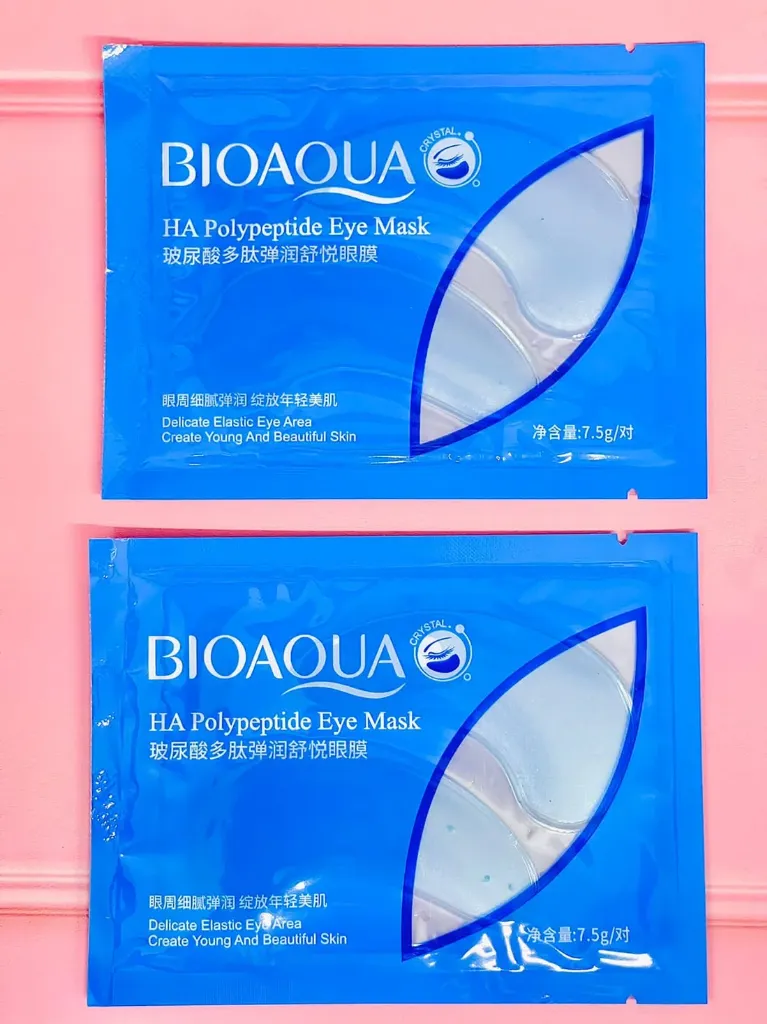 BIOAQUA
CRYSTAL
HA Polypeptide Eye Mask
玻尿酸多肽弹润舒悦眼膜
眼周细腻弹润 绽放年轻美肌
Delicate Elastic Eye Area
Create Young And Beautiful Skin
净含量:7.5g/对
BIOAQUA
CRYSTAL
HA Polypeptide Eye Mask
玻尿酸多肽弹润舒悦眼膜
眼周细腻弹润 绽放年轻美肌
Delicate Elastic Eye Area
Create Young And Beautiful Skin
净含量:7.5g/对